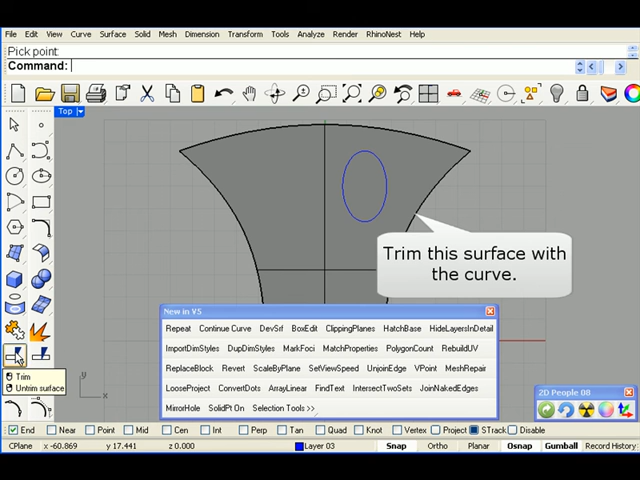 File Edit View Curve Surface Solid Mesh Dimension Transform Tools Analyze Render RhinoNest Help
Pick point:
Command:
Top
Trim this surface with
the curve.
New in V5
Repeat Continue Curve DevSrf BoxEdit ClippingPlanes HatchBase HideLayersInDetail
ImportDimStyles DupDimStyles MarkFoci MatchProperties PolygonCount RebuildUV
ReplaceBlock Revert ScaleByPlane SetViewSpeed UnjoinEdge VPoint MeshRepair
LooseProject ConvertDots ArrayLinear FindText IntersectTwoSets JoinNakedEdges
MirrorHole SolidPt On Selection Tools >>
Trim
Untrim surface
2D People 08
y
x
End Near Point Mid Cen Int Perp Tan Quad Knot Vertex Project STrack Disable
CPlane x -60.869 y 17.441 z 0.000 Layer 03 Snap Ortho Planar Osnap Gumball Record History